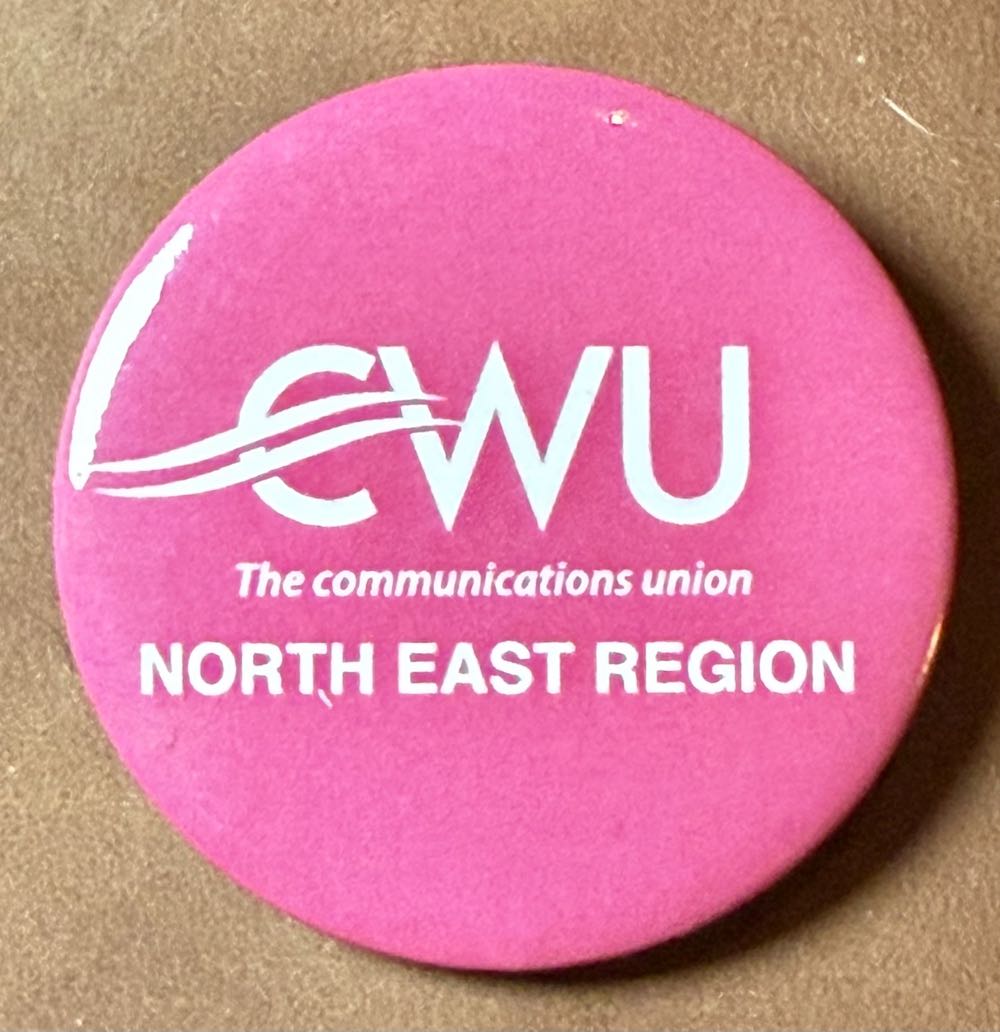 CWU
The communications union
NORTH EAST REGION